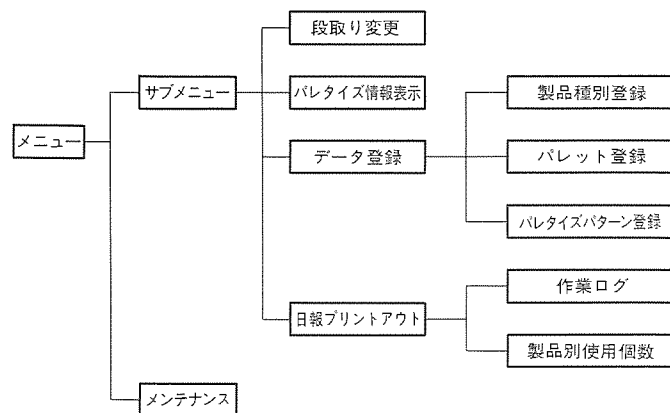 メニュー
サブメニュー
段取り変更
パレタイズ情報表示
データ登録
製品種別登録
パレット登録
パレタイズパターン登録
日報プリントアウト
作業ログ
製品別使用個数
メンテナンス